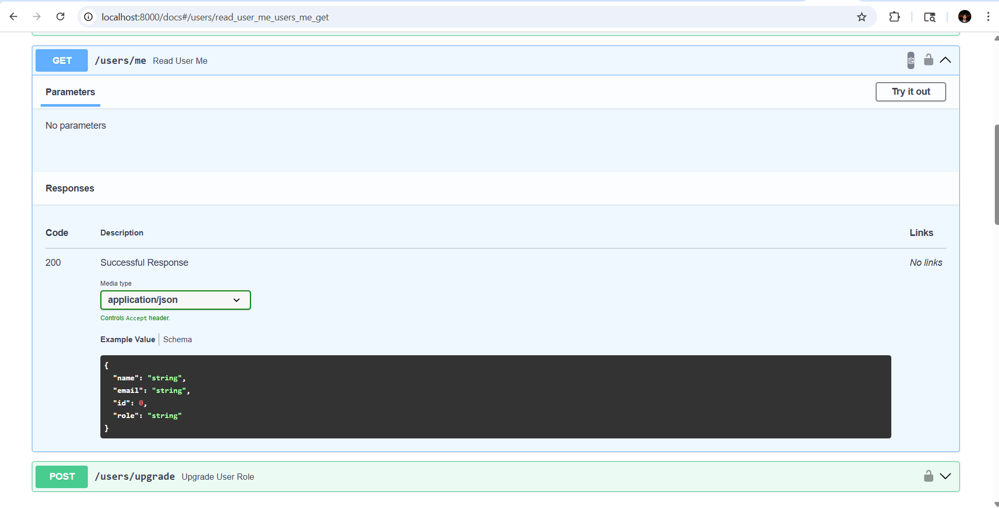 localhost:8000/docs#/users/read_user_me_users_me_get
GET /users/me Read User Me
Parameters
Try it out
No parameters
Responses
Code Description Links
200 Successful Response No links
Media type
application/json
Controls Accept header.
Example Value Schema
{
"name": "string",
"email": "string",
"id": 0,
"role": "string"
}
POST /users/upgrade Upgrade User Role